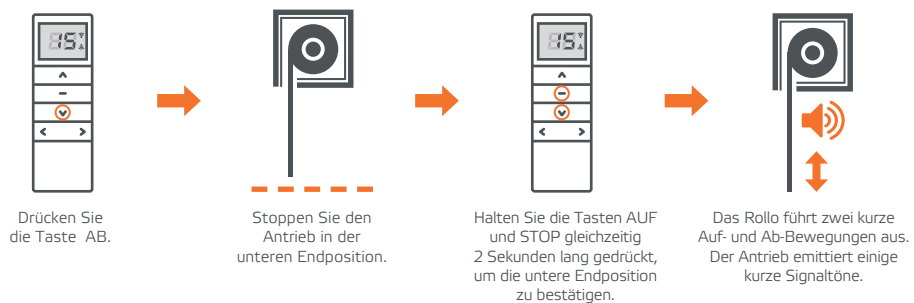 15
15
Drücken Sie
die Taste AB.
Stoppen Sie den
Antrieb in der
unteren Endposition.
Halten Sie die Tasten AUF
und STOP gleichzeitig
2 Sekunden lang gedrückt,
um die untere Endposition
zu bestätigen.
Das Rollo führt zwei kurze
Auf- und Ab-Bewegungen aus.
Der Antrieb emittiert einige
kurze Signaltöne.